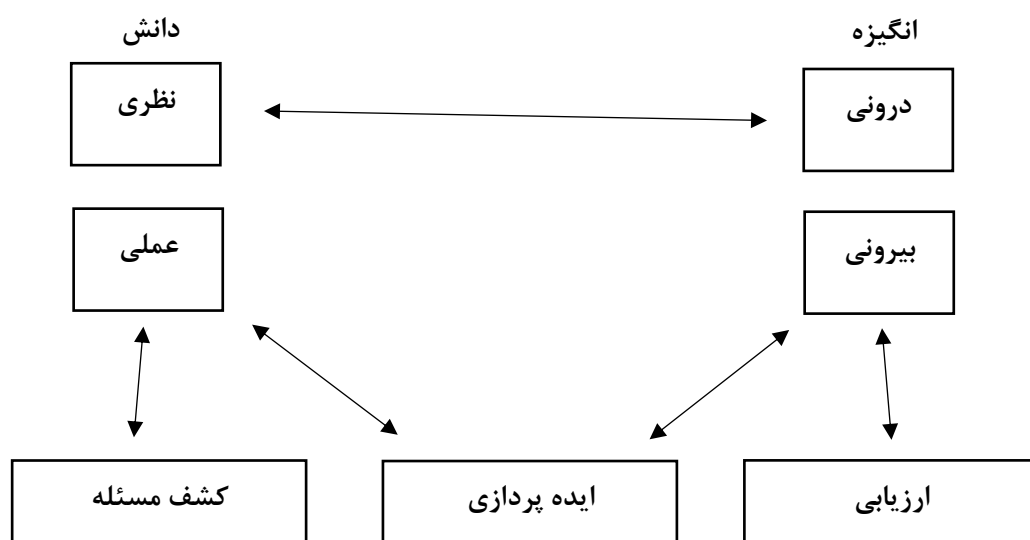 انگیزه
دانش
درونی
نظری
بیرونی
عملی
ارزیابی
ایده پردازی
کشف مسئله